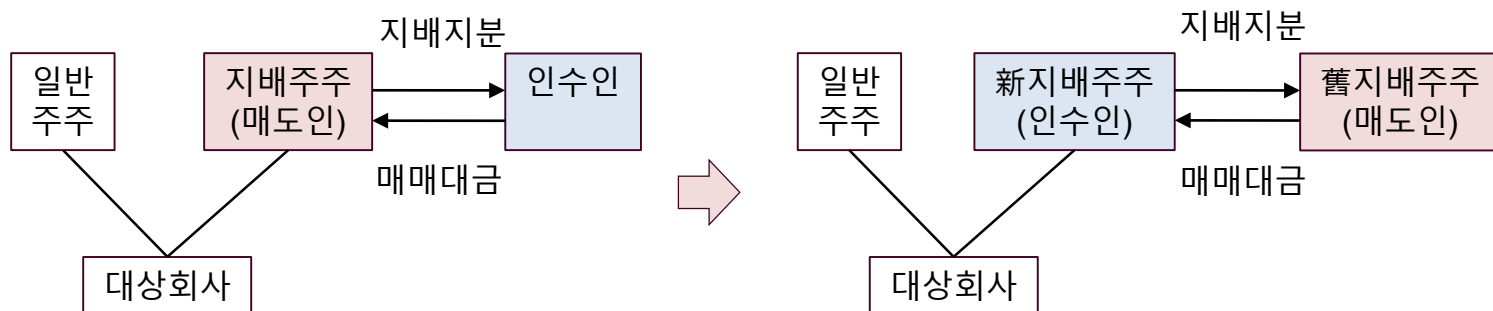 지배지분
일반
주주
지배주주
(매도인)
인수인
매매대금
대상회사
지배지분
일반
주주
新지배주주
(인수인)
舊지배주주
(매도인)
매매대금
대상회사